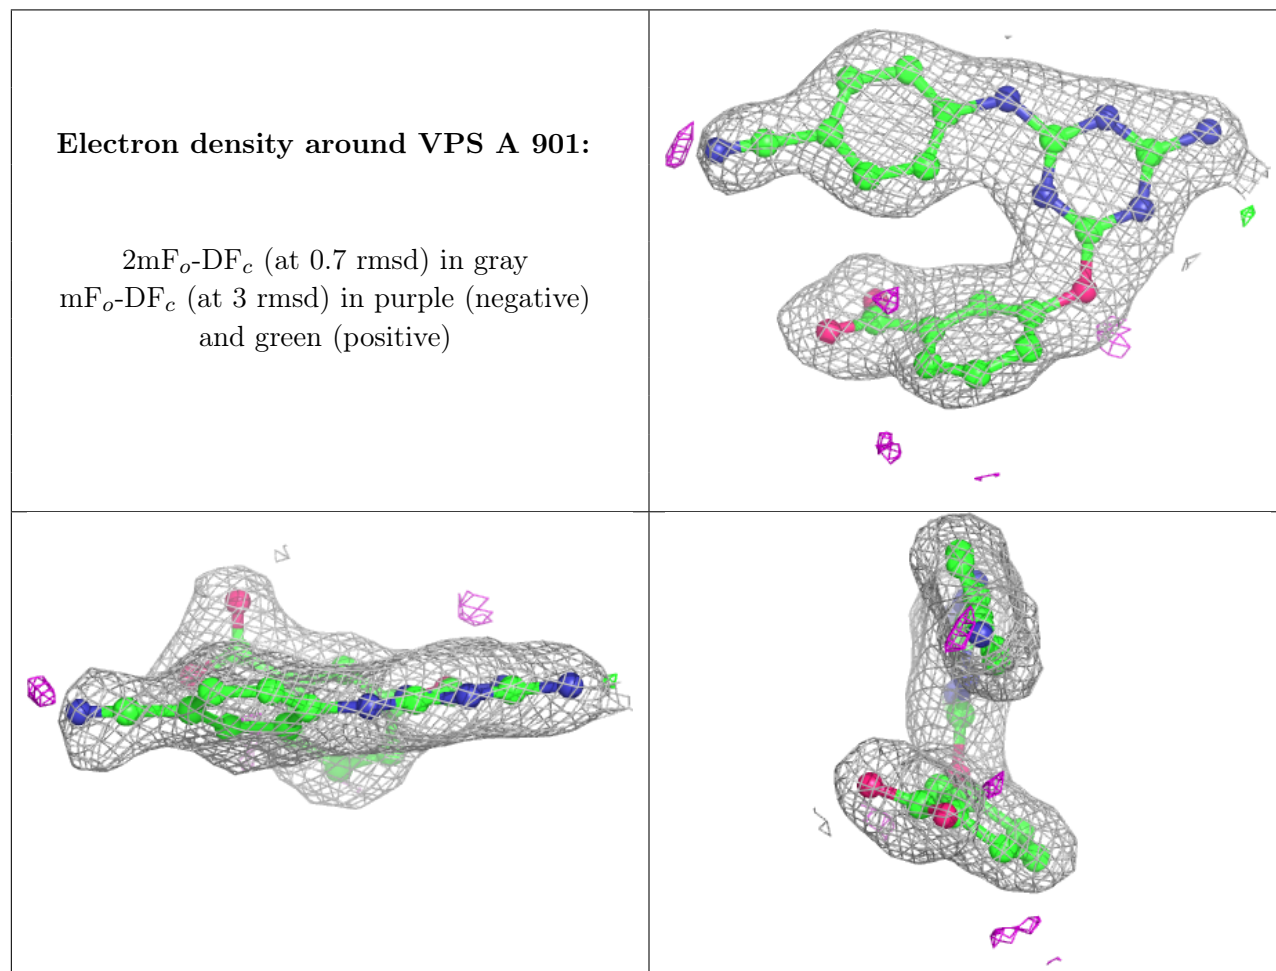 Electron density around VPS A 901:
2mFo-DFc (at 0.7 rmsd) in gray
mFo-DFc (at 3 rmsd) in purple (negative)
and green (positive)